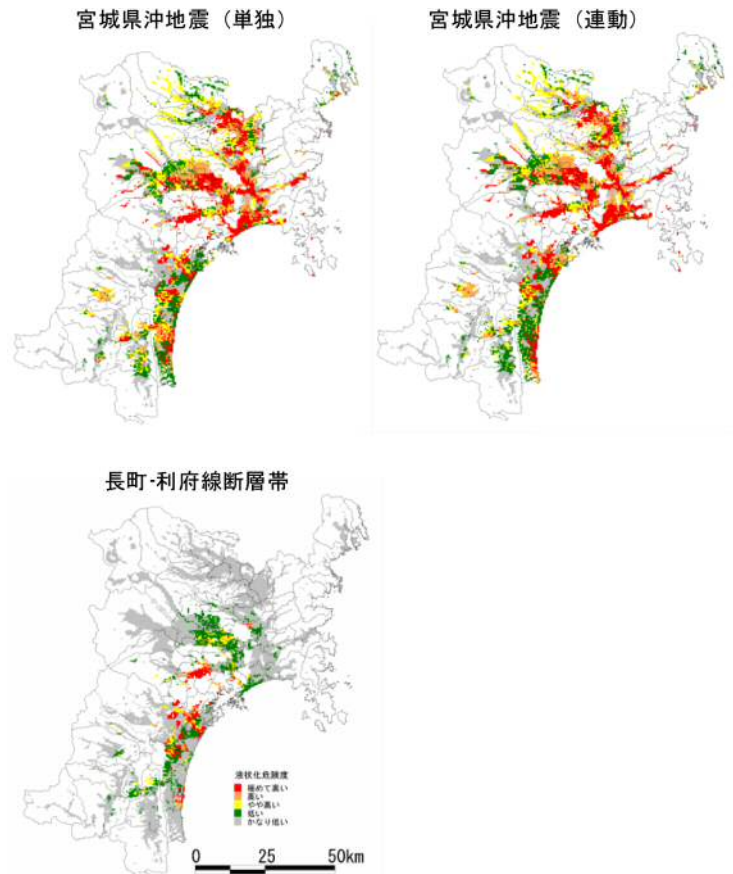 宮城県沖地震（単独）
宮城県沖地震（連動）
長町-利府線断層帯
液状化危険度
極めて高い
高い
やや高い
低い
かなり低い
0 25 50km